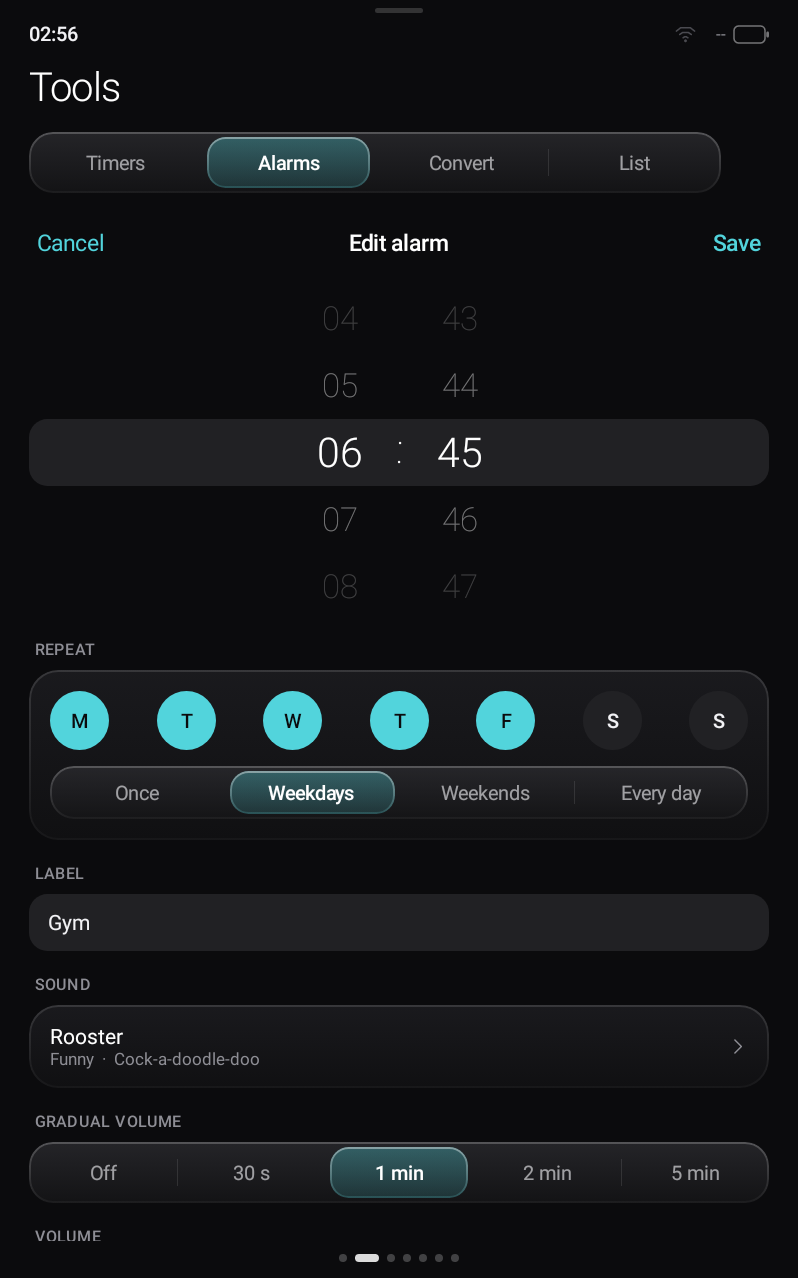 02:56
--
Tools
Timers Alarms Convert List
Cancel Edit alarm Save
04 43
05 44
06 : 45
07 46
08 47
REPEAT
M T W T F S S
Once Weekdays Weekends Every day
LABEL
Gym
SOUND
Rooster
Funny · Cock-a-doodle-doo
GRADUAL VOLUME
Off 30 s 1 min 2 min 5 min
VOLUME